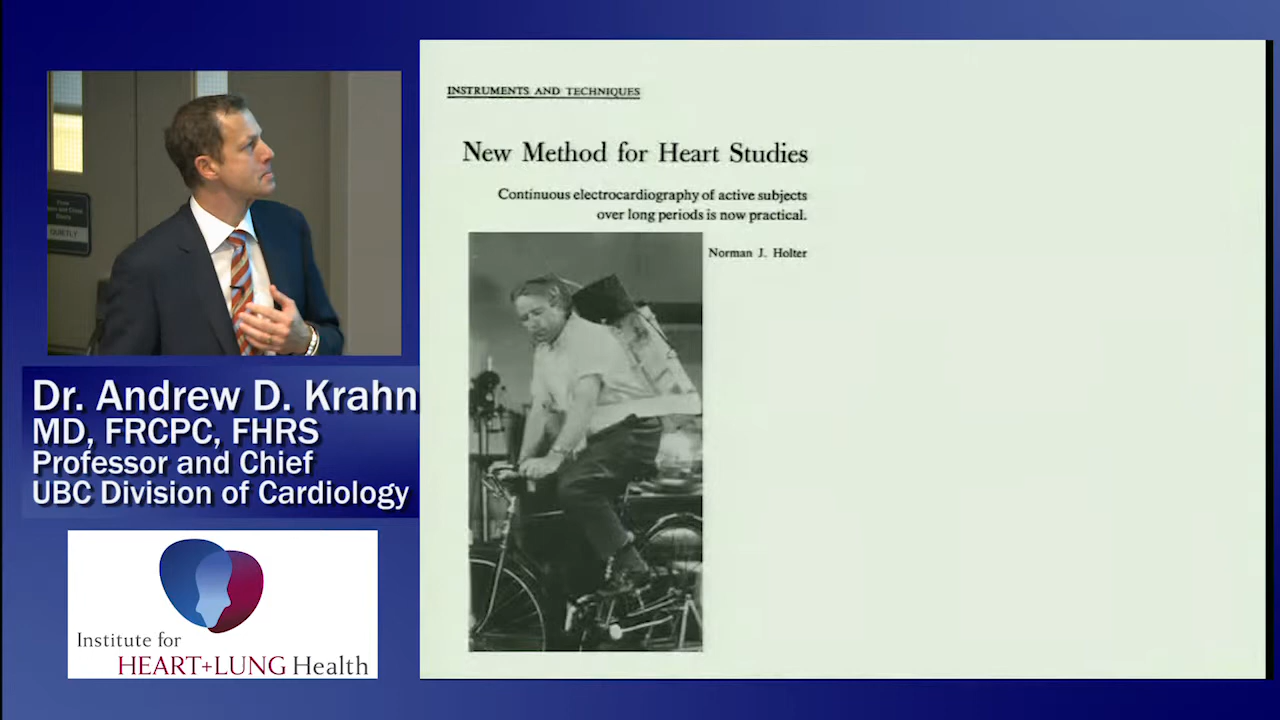 INSTRUMENTS AND TECHNIQUES
New Method for Heart Studies
Continuous electrocardiography of active subjects
over long periods is now practical.
Norman J. Holter
QUIETLY
Dr. Andrew D. Krahn
MD, FRCPC, FHRS
Professor and Chief
UBC Division of Cardiology
Institute for
HEART+LUNG Health